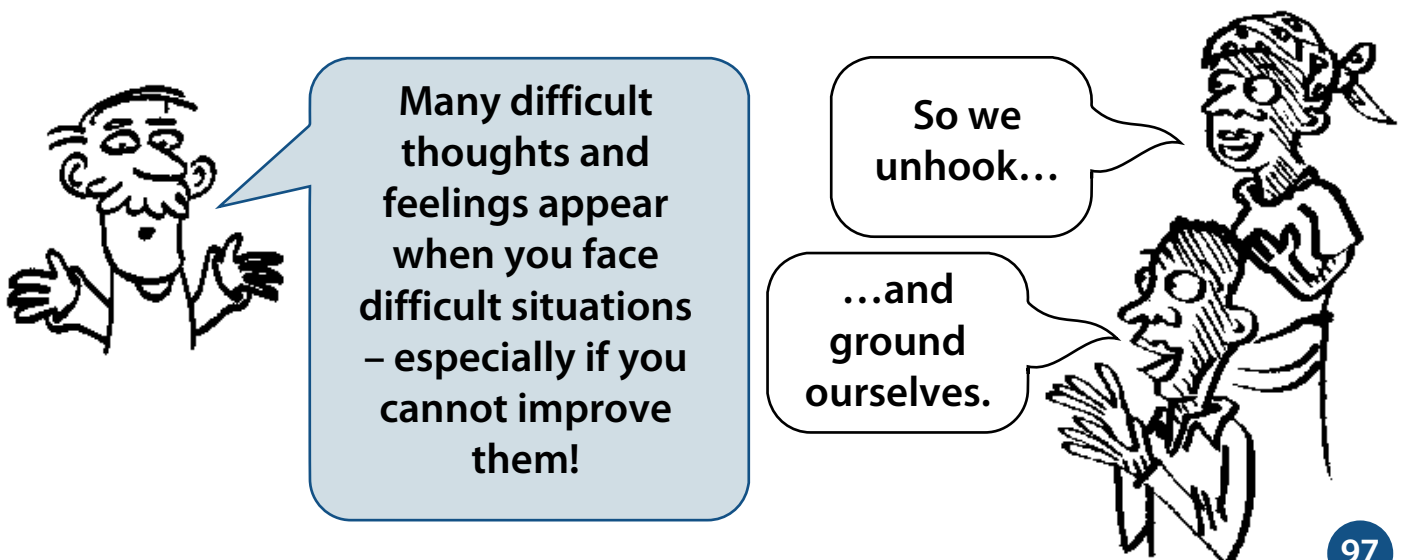 Many difficult
thoughts and
feelings appear
when you face
difficult situations
– especially if you
cannot improve
them!
So we
unhook…
…and
ground
ourselves.
97